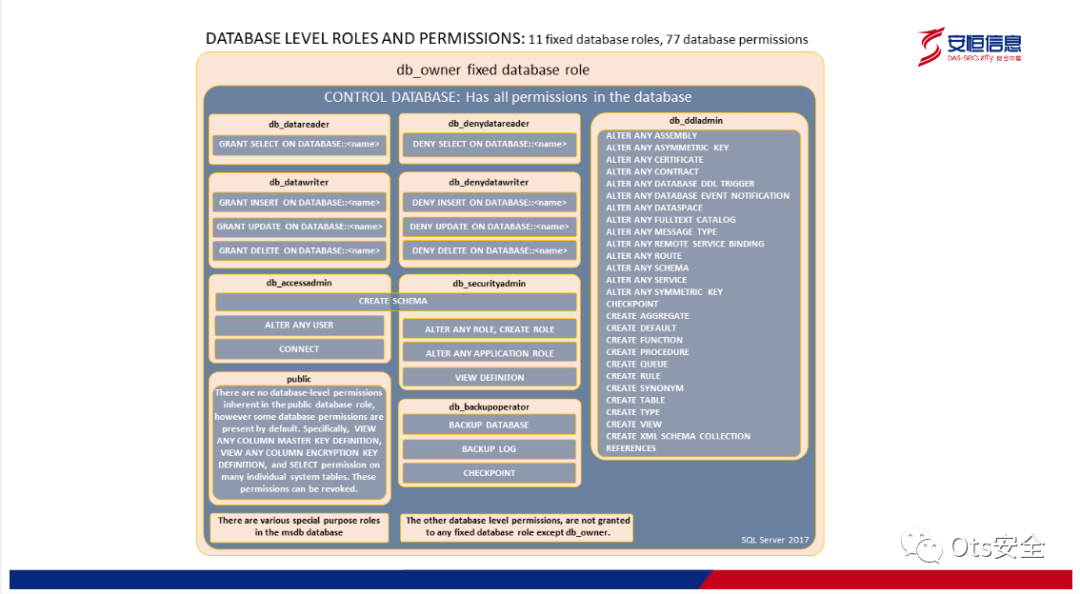 DATABASE LEVEL ROLES AND PERMISSIONS: 11 fixed database roles, 77 database permissions
安恒信息
DAS-security 安全中国
db_owner fixed database role
CONTROL DATABASE: Has all permissions in the database
db_datareader
GRANT SELECT ON DATABASE::<name>
db_denydatareader
DENY SELECT ON DATABASE::<name>
db_datawriter
GRANT INSERT ON DATABASE::<name>
GRANT UPDATE ON DATABASE::<name>
GRANT DELETE ON DATABASE::<name>
db_denydatawriter
DENY INSERT ON DATABASE::<name>
DENY UPDATE ON DATABASE::<name>
DENY DELETE ON DATABASE::<name>
db_accessadmin
db_securityadmin
CREATE SCHEMA
ALTER ANY USER
CONNECT
ALTER ANY ROLE, CREATE ROLE
ALTER ANY APPLICATION ROLE
VIEW DEFINITON
public
There are no database-level permissions
inherent in the public database role,
however some database permissions are
present by default. Specifically, VIEW
ANY COLUMN MASTER KEY DEFINITION,
VIEW ANY COLUMN ENCRYPTION KEY
DEFINITION, and SELECT permission on
many individual system tables. These
permissions can be revoked.
db_backupoperator
BACKUP DATABASE
BACKUP LOG
CHECKPOINT
db_ddladmin
ALTER ANY ASSEMBLY
ALTER ANY ASYMMETRIC KEY
ALTER ANY CERTIFICATE
ALTER ANY CONTRACT
ALTER ANY DATABASE DDL TRIGGER
ALTER ANY DATABASE EVENT NOTIFICATION
ALTER ANY DATASPACE
ALTER ANY FULLTEXT CATALOG
ALTER ANY MESSAGE TYPE
ALTER ANY REMOTE SERVICE BINDING
ALTER ANY ROUTE
ALTER ANY SCHEMA
ALTER ANY SERVICE
ALTER ANY SYMMETRIC KEY
CHECKPOINT
CREATE AGGREGATE
CREATE DEFAULT
CREATE FUNCTION
CREATE PROCEDURE
CREATE QUEUE
CREATE RULE
CREATE SYNONYM
CREATE TABLE
CREATE TYPE
CREATE VIEW
CREATE XML SCHEMA COLLECTION
REFERENCES
There are various special purpose roles
in the msdb database
The other database level permissions, are not granted
to any fixed database role except db_owner.
SQL Server 2017
Ots安全